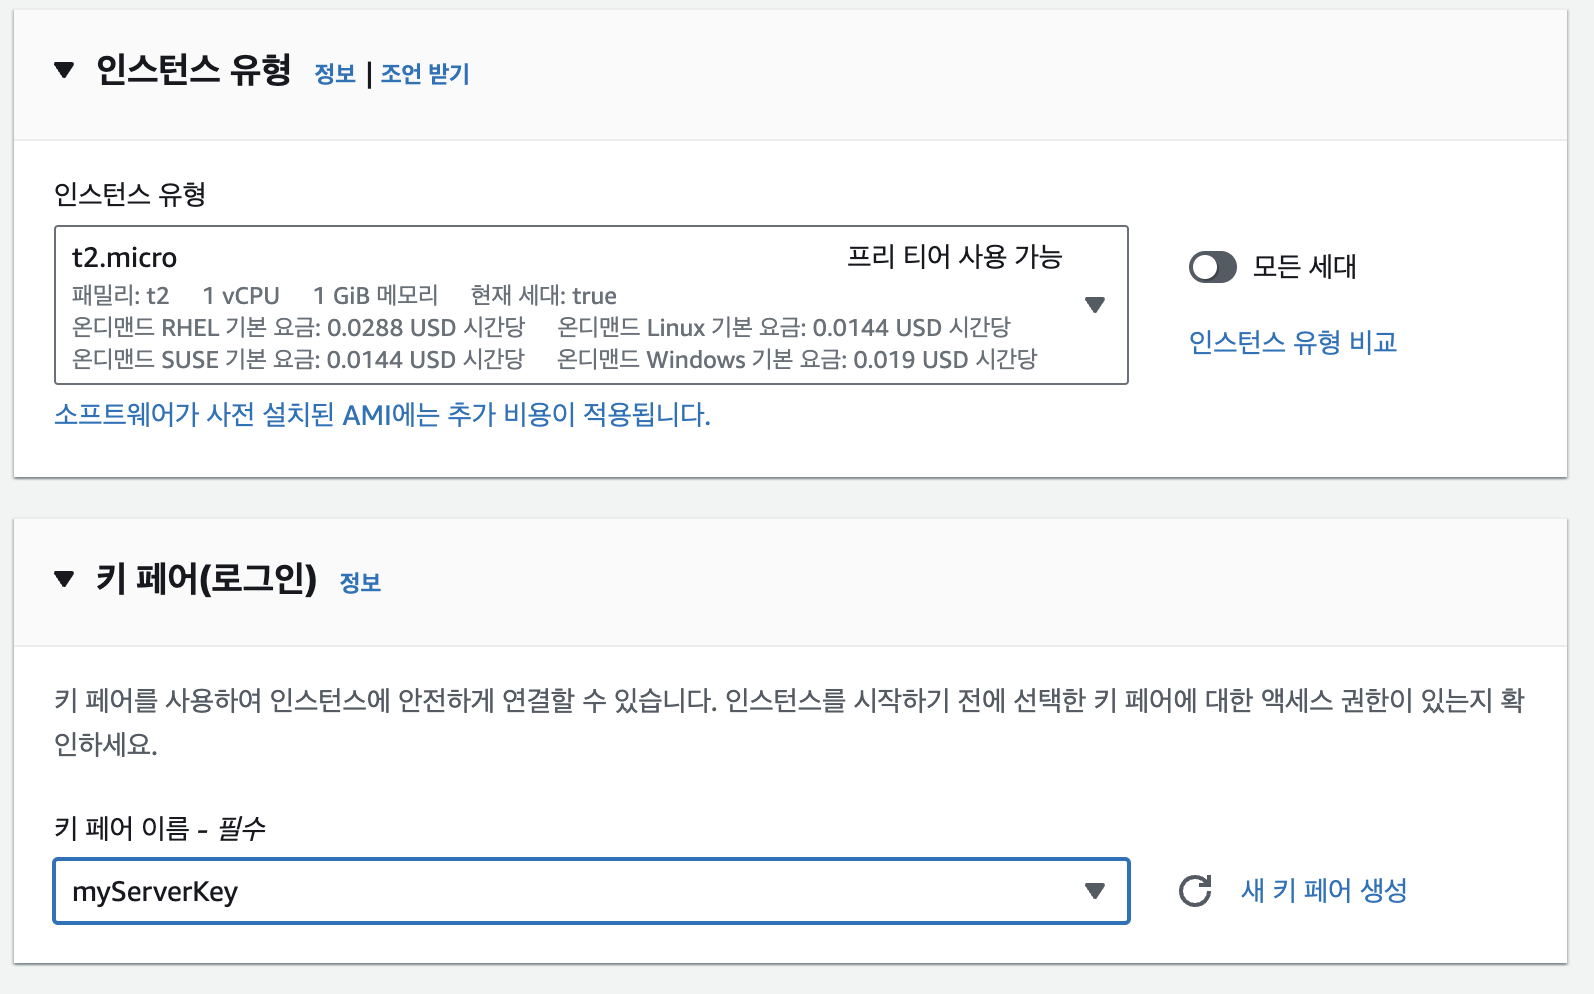 인스턴스 유형 정보 | 조언 받기
인스턴스 유형
t2.micro 프리 티어 사용 가능
패밀리: t2 1 vCPU 1 GiB 메모리 현재 세대: true
온디맨드 RHEL 기본 요금: 0.0288 USD 시간당 온디맨드 Linux 기본 요금: 0.0144 USD 시간당
온디맨드 SUSE 기본 요금: 0.0144 USD 시간당 온디맨드 Windows 기본 요금: 0.019 USD 시간당
모든 세대
인스턴스 유형 비교
소프트웨어가 사전 설치된 AMI에는 추가 비용이 적용됩니다.
키 페어(로그인) 정보
키 페어를 사용하여 인스턴스에 안전하게 연결할 수 있습니다. 인스턴스를 시작하기 전에 선택한 키 페어에 대한 액세스 권한이 있는지 확
인하세요.
키 페어 이름 - 필수
myServerKey
새 키 페어 생성